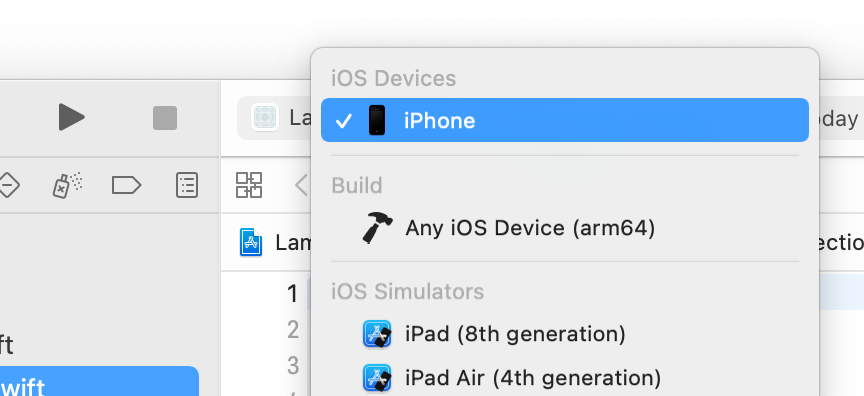 iOS Devices
La
iPhone
oday
Build
Any iOS Device (arm64)
Lam
ectio
iOS Simulators
1
2
iPad (8th generation)
ft
3
iPad Air (4th generation)
wift